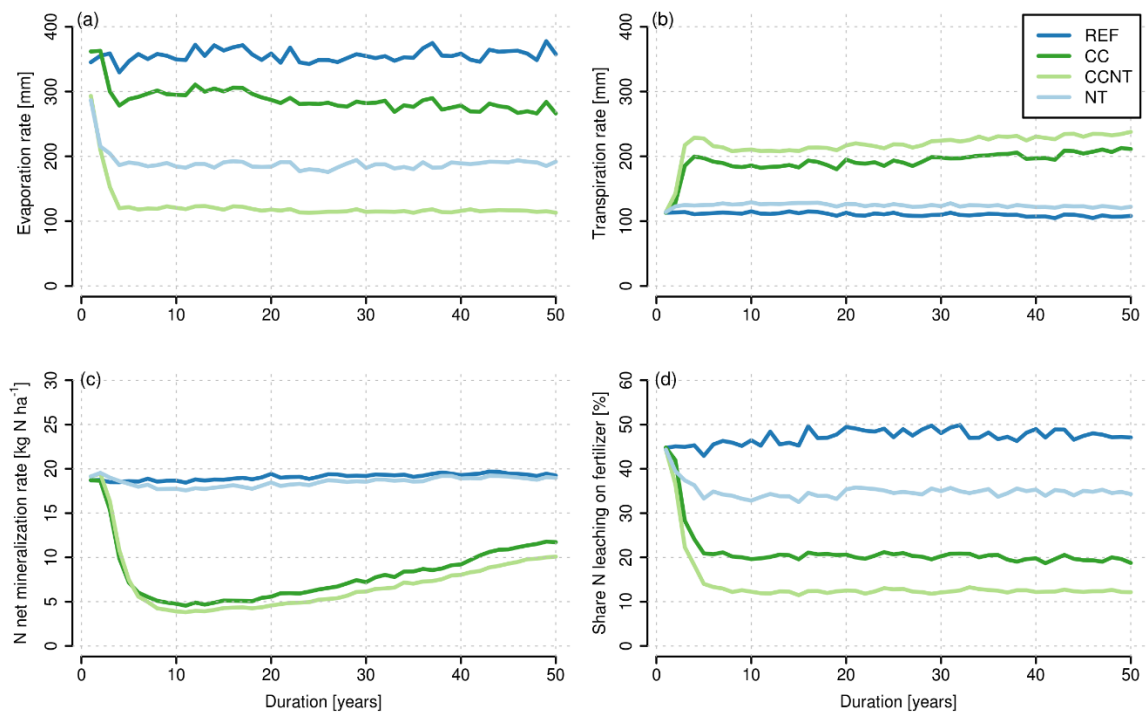 (a)
Evaporation rate [mm]
400
300
200
100
0
0 10 20 30 40 50
(b)
Transpiration rate [mm]
400
300
200
100
0
0 10 20 30 40 50
REF
CC
CCNT
NT
(c)
N net mineralization rate [kg N ha⁻¹]
30
25
20
15
10
5
0
0 10 20 30 40 50
Duration [years]
(d)
Share N leaching on fertilizer [%]
60
50
40
30
20
10
0
0 10 20 30 40 50
Duration [years]